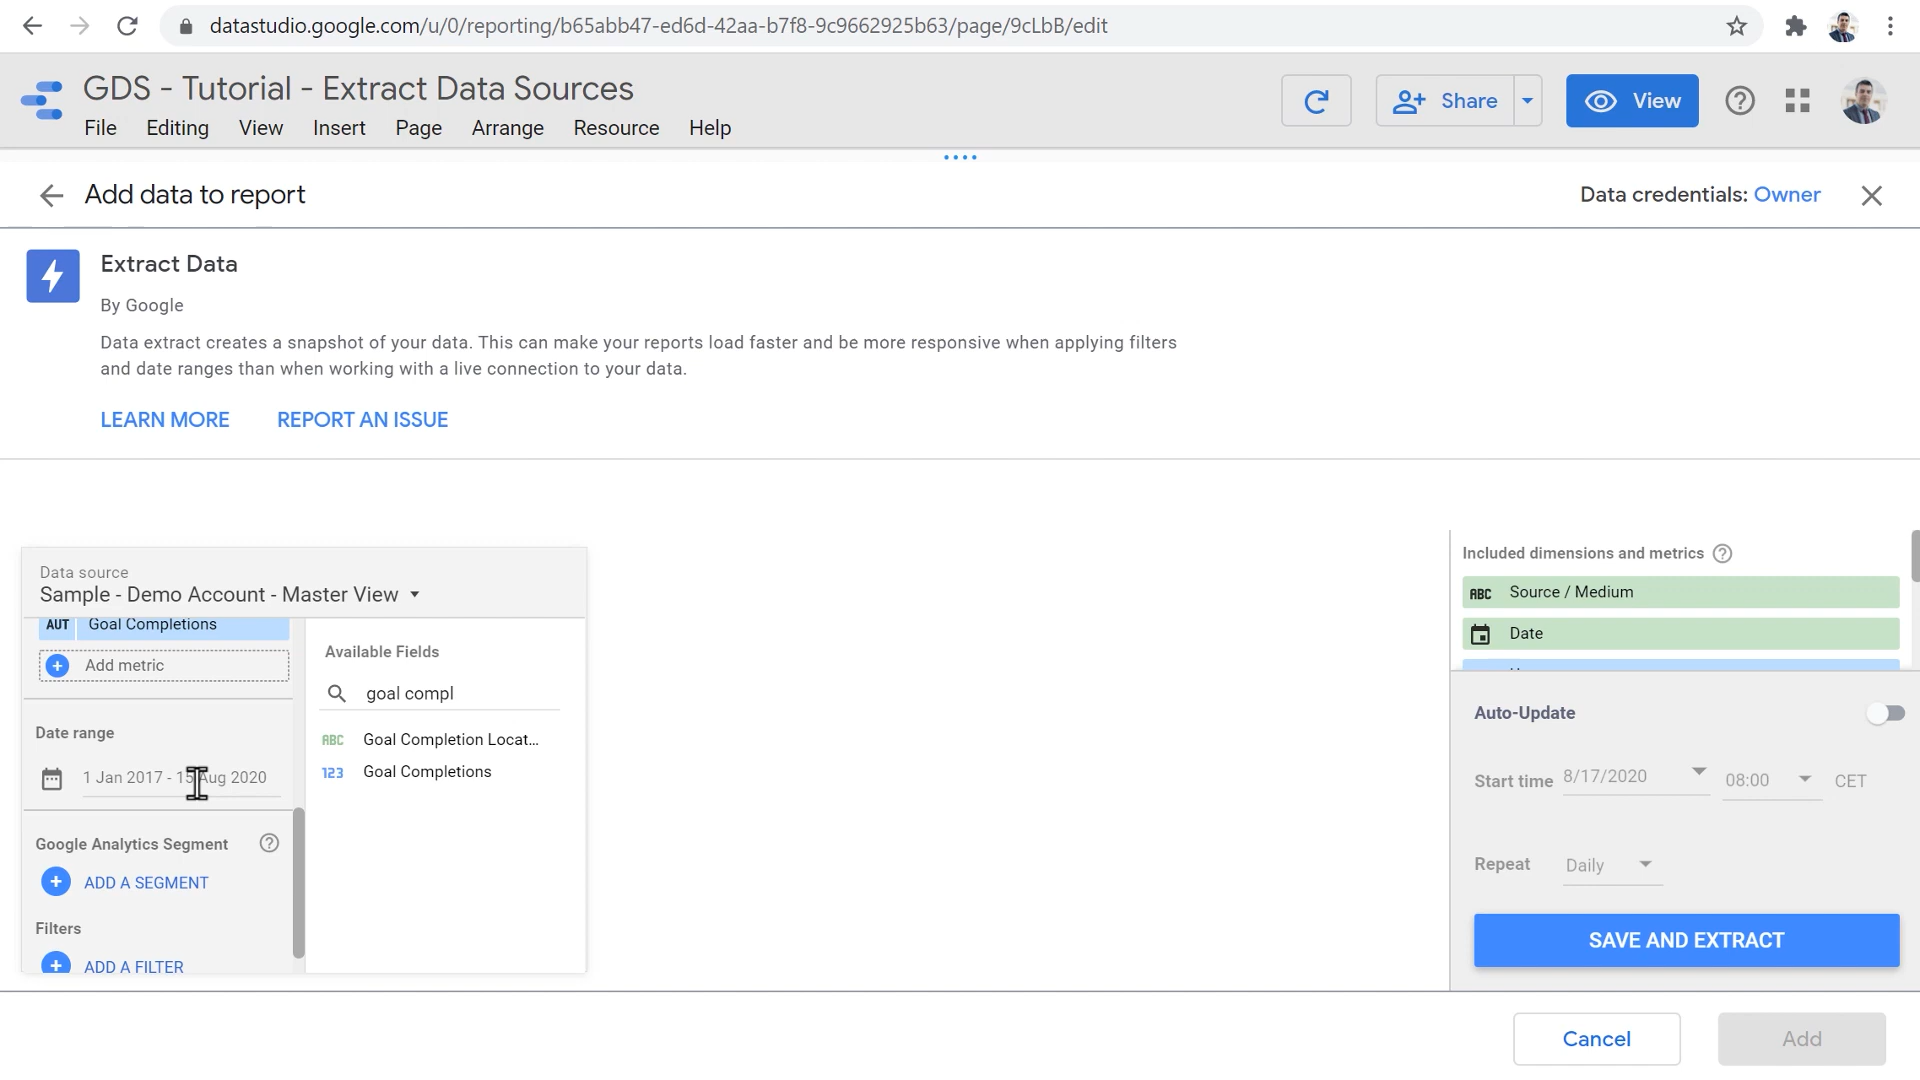 datastudio.google.com/u/0/reporting/b65abb47-ed6d-42aa-b7f8-9c9662925b63/page/9cLbB/edit
GDS - Tutorial - Extract Data Sources
File Editing View Insert Page Arrange Resource Help
Share
View
Add data to report
Data credentials: Owner
Extract Data
By Google
Data extract creates a snapshot of your data. This can make your reports load faster and be more responsive when applying filters
and date ranges than when working with a live connection to your data.
LEARN MORE REPORT AN ISSUE
Data source
Sample - Demo Account - Master View
AUT Goal Completions
Add metric
Date range
1 Jan 2017 - 15 Aug 2020
Google Analytics Segment
ADD A SEGMENT
Filters
ADD A FILTER
Available Fields
goal compl
ABC Goal Completion Locat...
123 Goal Completions
Included dimensions and metrics
ABC Source / Medium
Date
Auto-Update
Start time 8/17/2020 08:00 CET
Repeat Daily
SAVE AND EXTRACT
Cancel Add